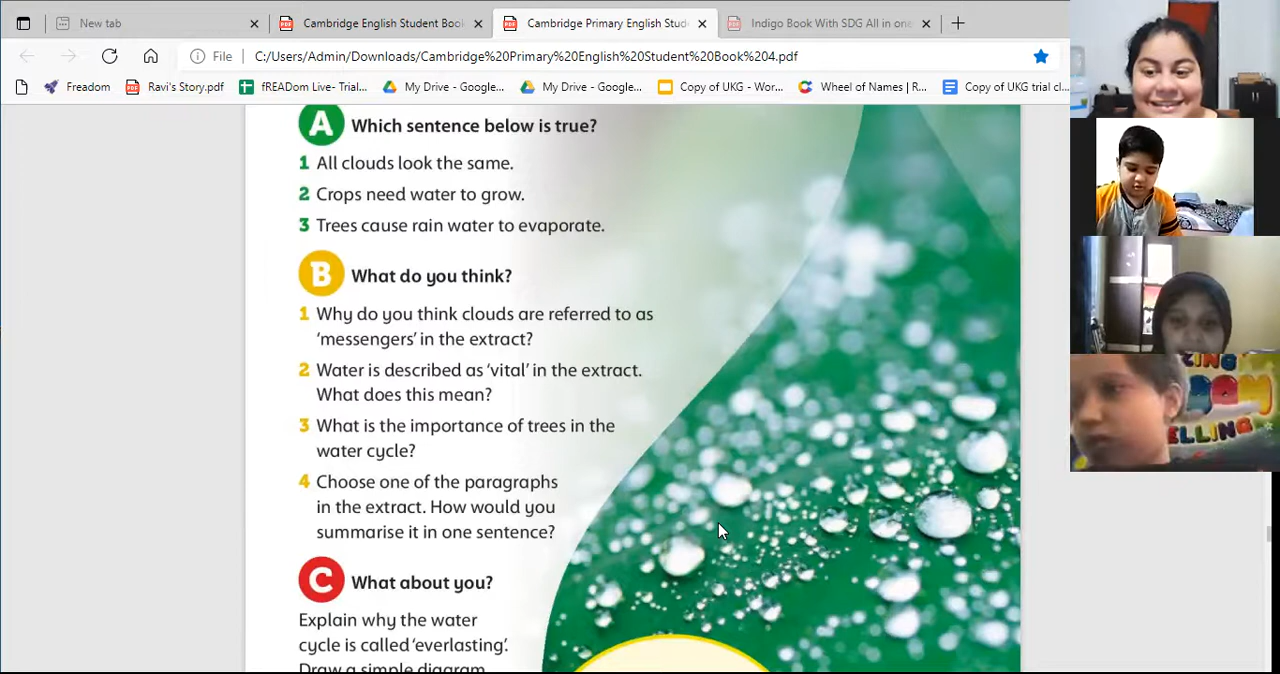 New tab
Cambridge English Student Boo
Cambridge Primary English Stud
Indigo Book With SDG All in one
File
C:/Users/Admin/Downloads/Cambridge%20Primary%20English%20Student%20Book%204.pdf
Freadom
Ravi's Story.pdf
fREADom Live- Trial...
My Drive - Google...
My Drive - Google...
Copy of UKG - Wor...
Wheel of Names | R...
Copy of UKG trial cl...
A Which sentence below is true?
1 All clouds look the same.
2 Crops need water to grow.
3 Trees cause rain water to evaporate.
B What do you think?
1 Why do you think clouds are referred to as
'messengers' in the extract?
2 Water is described as 'vital' in the extract.
What does this mean?
3 What is the importance of trees in the
water cycle?
4 Choose one of the paragraphs
in the extract. How would you
summarise it in one sentence?
C What about you?
Explain why the water
cycle is called 'everlasting'.
Draw a simple diagram